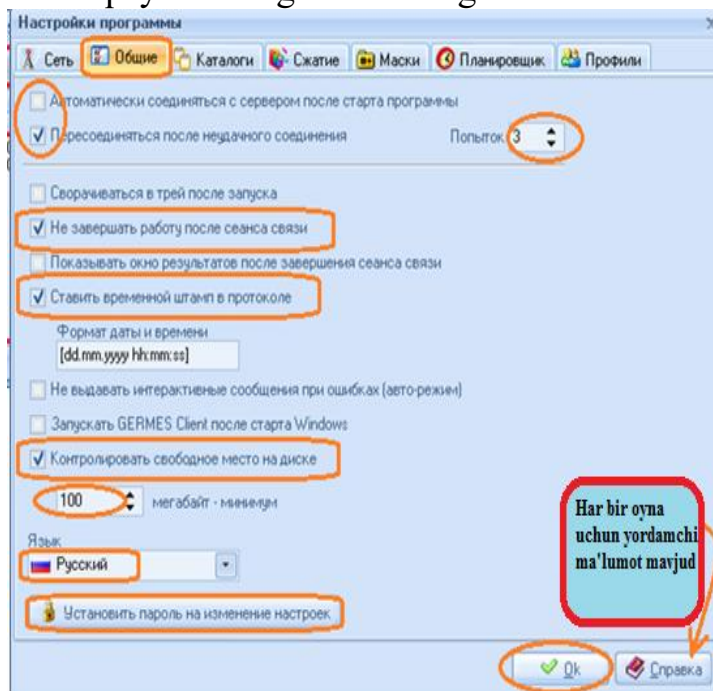 Настройки программы
Сеть Общие Каталоги Сжатие Маски Планировщик Профили
Автоматически соединяться с сервером после старта программы
Пересоединяться после неудачного соединения Попыток 3
Сворачиваться в трей после запуска
Не завершать работу после сеанса связи
Показывать окно результатов после завершения сеанса связи
Ставить временной штамп в протоколе
Формат даты и времени
[dd.mm.yyyy hh:mm:ss]
Не выдавать интерактивные сообщения при ошибках (авто-режим)
Запускать GERMES Client после старта Windows
Контролировать свободное место на диске
100 мегабайт - минимум
Har bir oyna
uchun yordamchi
ma'lumot mavjud
Язык
Русский
Установить пароль на изменение настроек
Ok Справка